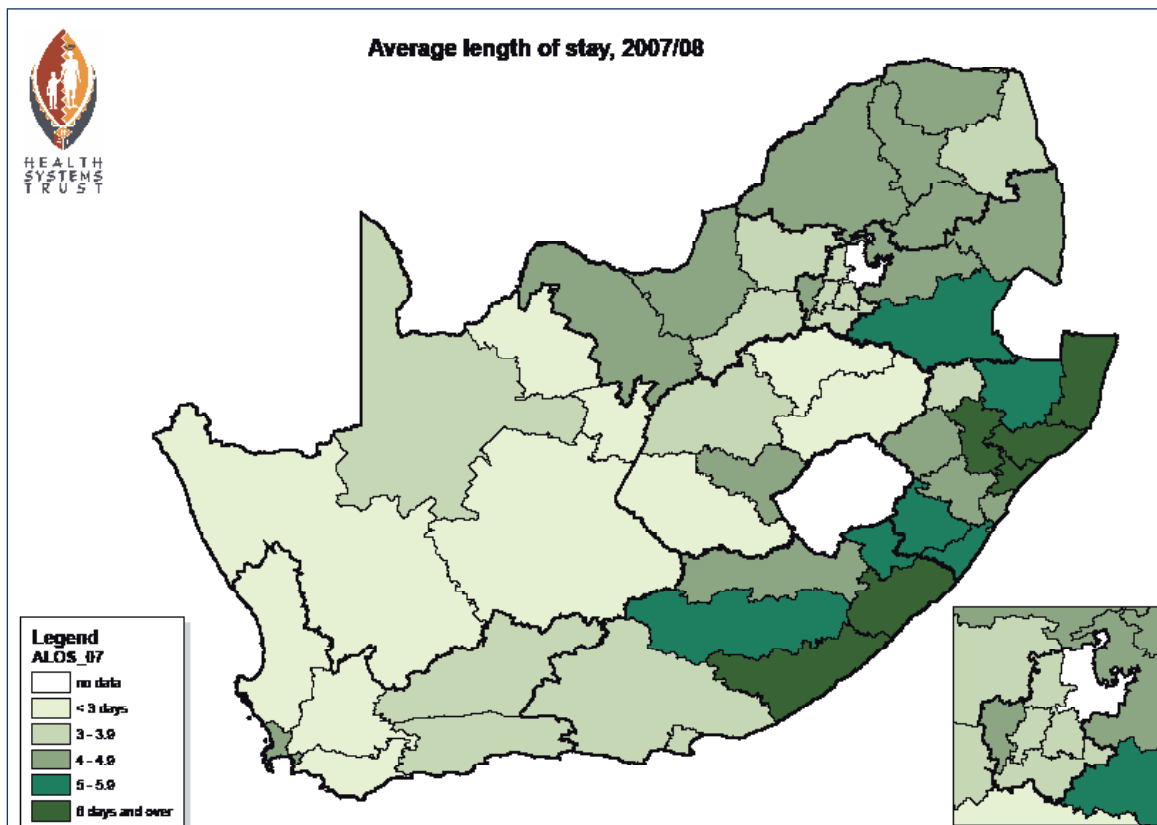 Average length of stay, 2007/08
HEALTH
SYSTEMS
TRUST
Legend
ALOS_07
no data
< 3 days
3 - 3.9
4 - 4.9
5 - 5.9
6 days and over